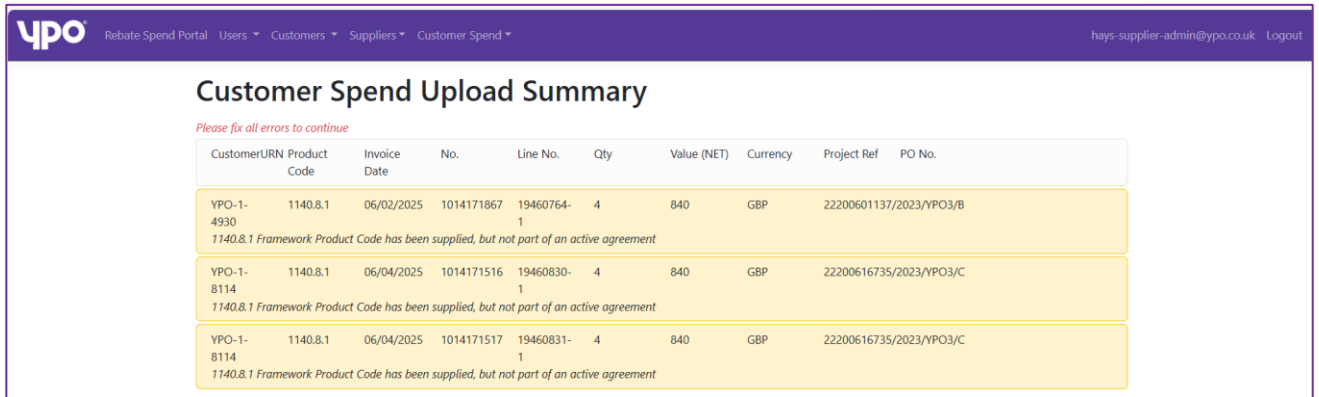 YPO Rebate Spend Portal Users Customers Suppliers Customer Spend hays-supplier-admin@ypo.co.uk Logout
Customer Spend Upload Summary
Please fix all errors to continue
CustomerURN Product Invoice No. Line No. Qty Value (NET) Currency Project Ref PO No.
Code Date
YPO-1- 1140.8.1 06/02/2025 1014171867 19460764- 4 840 GBP 22200601137/2023/YPO3/B
4930 1
1140.8.1 Framework Product Code has been supplied, but not part of an active agreement
YPO-1- 1140.8.1 06/04/2025 1014171516 19460830- 4 840 GBP 22200616735/2023/YPO3/C
8114 1
1140.8.1 Framework Product Code has been supplied, but not part of an active agreement
YPO-1- 1140.8.1 06/04/2025 1014171517 19460831- 4 840 GBP 22200616735/2023/YPO3/C
8114 1
1140.8.1 Framework Product Code has been supplied, but not part of an active agreement